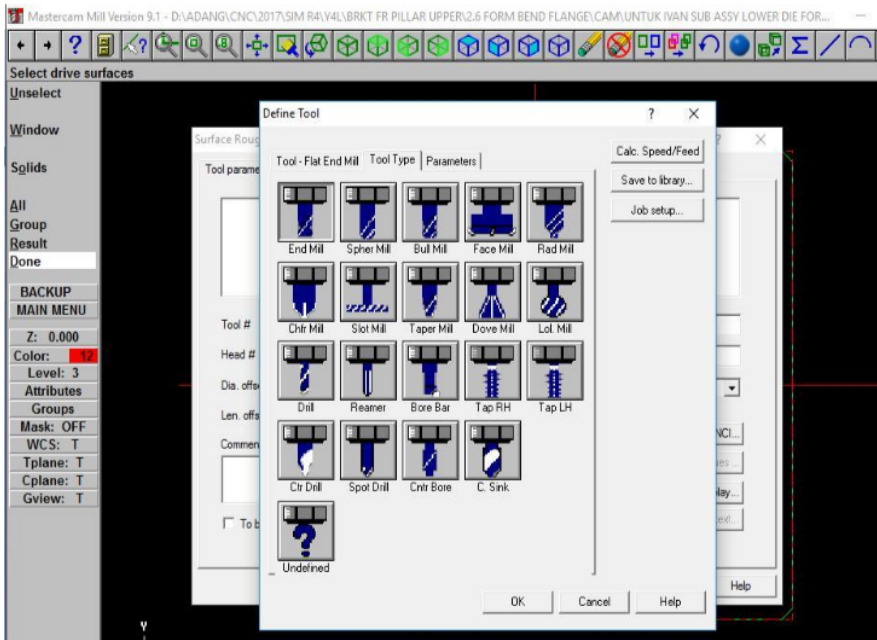 Mastercam Mill Version 9.1 - D:\ADANG\CNC\2017\SIM R4\Y4L\BRKT FR PILLAR UPPER\2.6 FORM BEND FLANGE\CAM\UNTUK IVAN SUB ASSY LOWER DIE FOR...
Select drive surfaces
Unselect
Window
Solids
All
Group
Result
Done
BACKUP
MAIN MENU
Z: 0.000
Color: 12
Level: 3
Attributes
Groups
Mask: OFF
WCS: T
Tplane: T
Cplane: T
Gview: T
Surface Roug
Tool parame
Tool #
Head #
Dia. offs
Len. offs
Commen
To b
NCI...
lay...
Help
Define Tool
Tool - Flat End Mill Tool Type Parameters
Calc. Speed/Feed
Save to library...
Job setup...
End Mill Spher Mill Bull Mill Face Mill Rad Mill
Chfr Mill Slot Mill Taper Mill Dove Mill Lol. Mill
Drill Reamer Bore Bar Tap RH Tap LH
Ctr Drill Spot Drill Cntr Bore C. Sink
Undefined
OK Cancel Help
Y